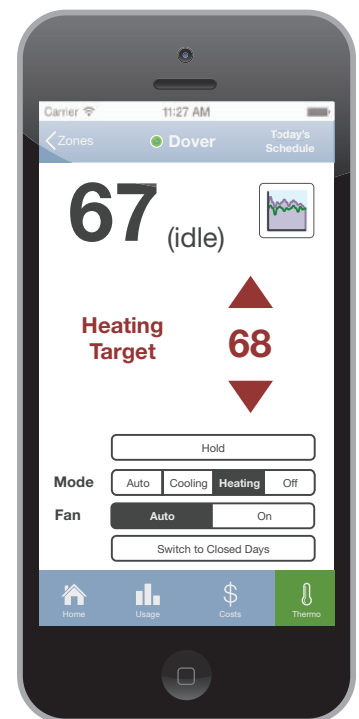 Carrier 11:27 AM
Zones Dover Today's
Schedule
67 (idle)
Heating
Target
68
Hold
Mode Auto Cooling Heating Off
Fan Auto On
Switch to Closed Days
Home Usage $ Costs Thermo